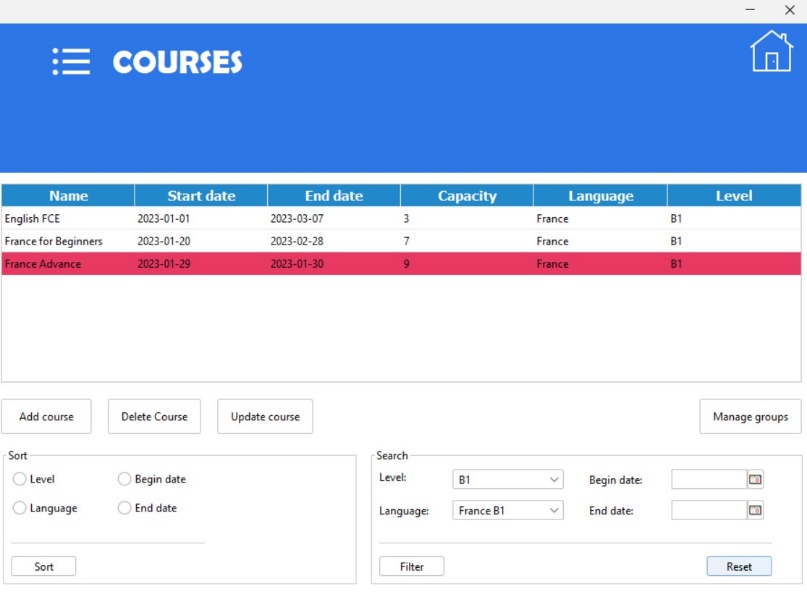 COURSES
Name Start date End date Capacity Language Level
English FCE 2023-01-01 2023-03-07 3 France B1
France for Beginners 2023-01-20 2023-02-28 7 France B1
France Advance 2023-01-29 2023-01-30 9 France B1
Add course Delete Course Update course Manage groups
Sort
Level Begin date
Language End date
Sort
Search
Level: B1 Begin date:
Language: France B1 End date:
Filter Reset